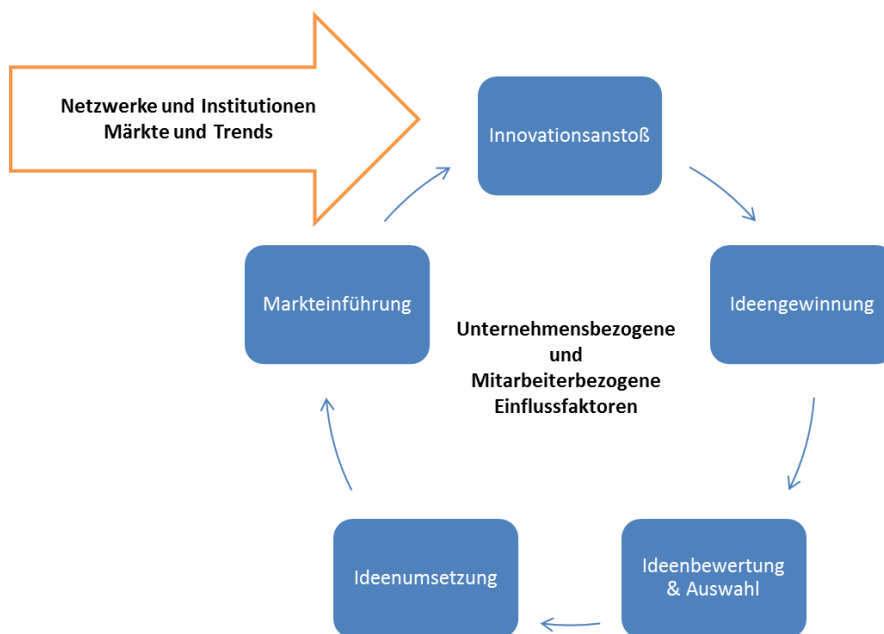 Netzwerke und Institutionen
Märkte und Trends
Innovationsanstoß
Ideengewinnung
Ideenbewertung
& Auswahl
Ideenumsetzung
Markteinführung
Unternehmensbezogene
und
Mitarbeiterbezogene
Einflussfaktoren